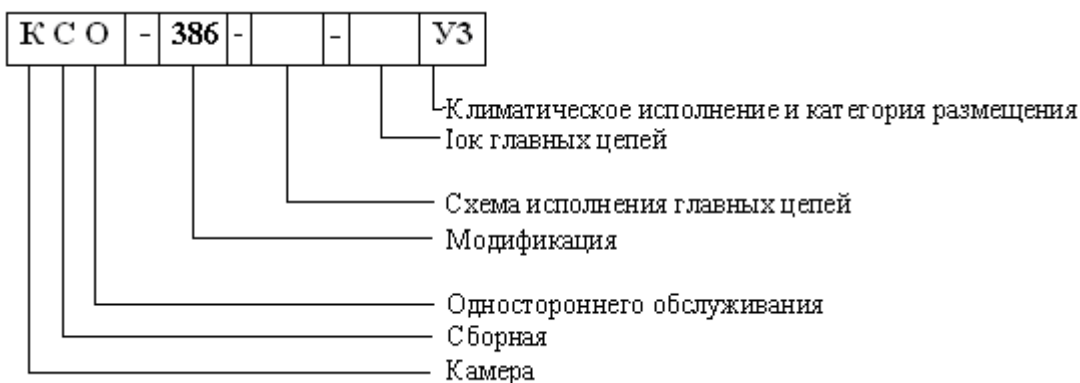 К С О - 386 - - У3
Климатическое исполнение и категория размещения
Iок главных цепей
Схема исполнения главных цепей
Модификация
Одностороннего обслуживания
Сборная
Камера